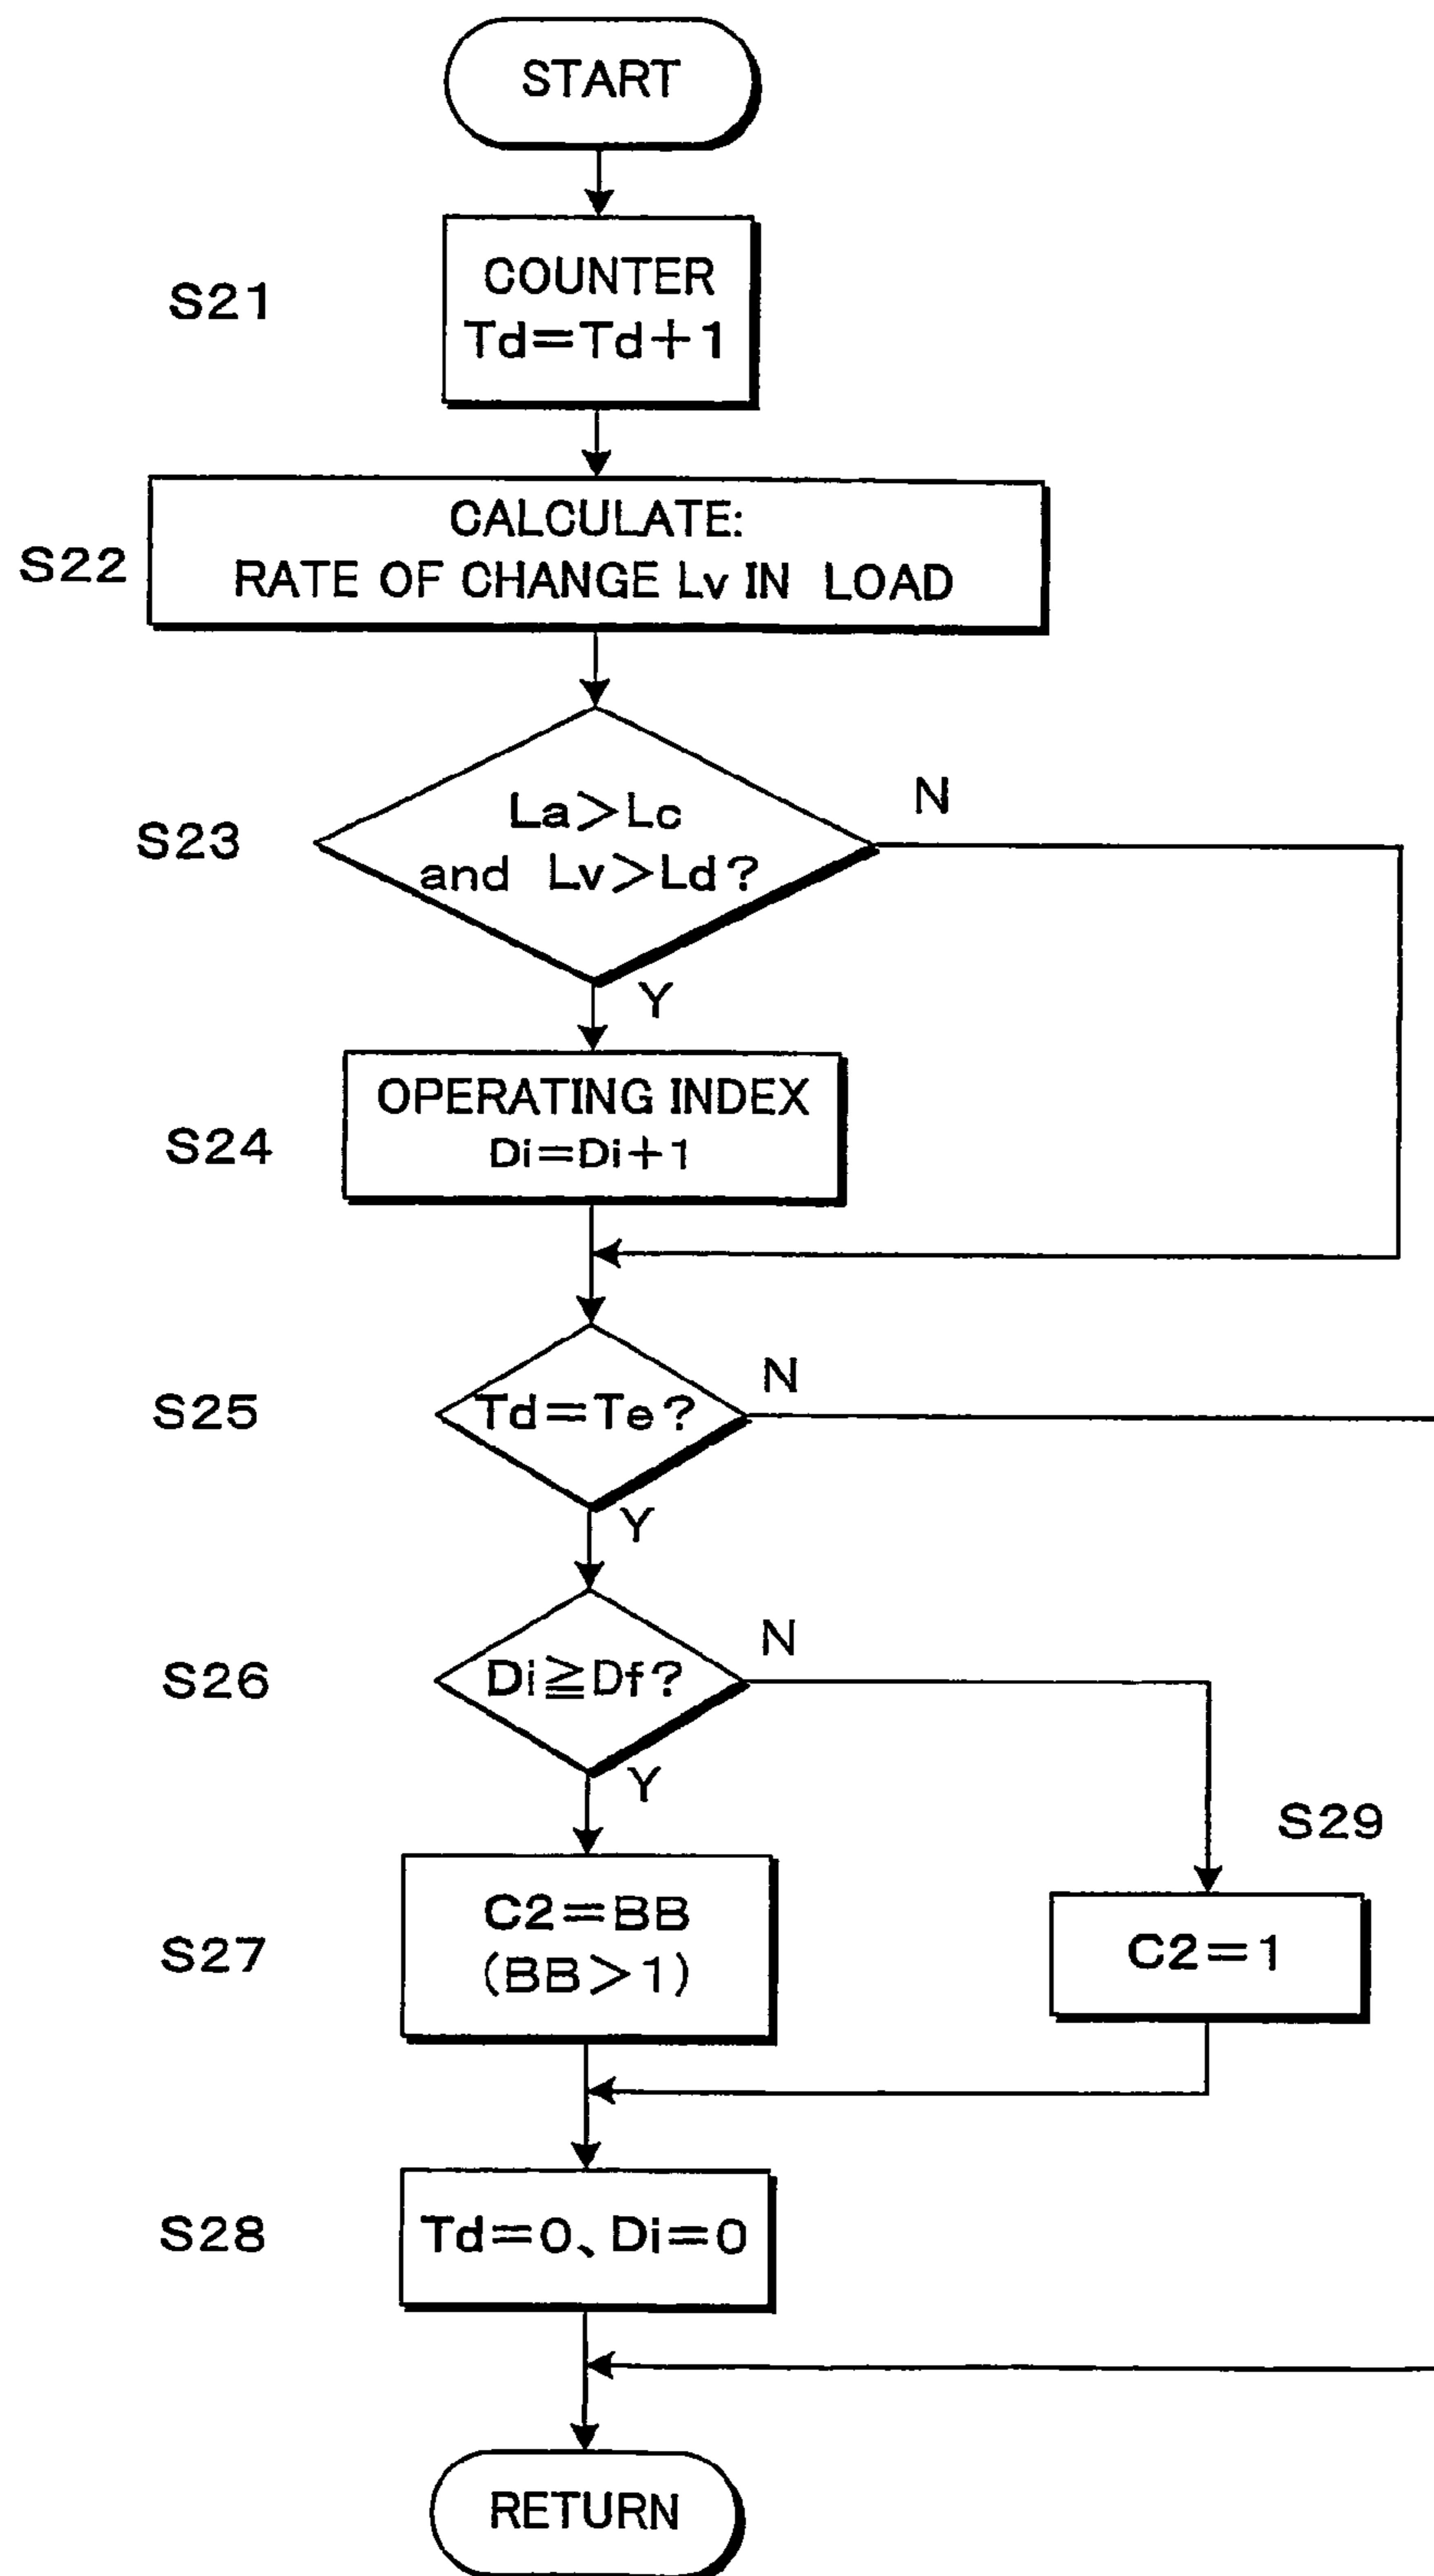 START
S21
COUNTER
Td=Td+1
S22
CALCULATE:
RATE OF CHANGE Lv IN LOAD
S23
La>Lc
and Lv>Ld?
N
Y
S24
OPERATING INDEX
Di=Di+1
S25
Td=Te?
N
Y
S26
Di≧Df?
N
Y
S27
C2=BB
(BB>1)
S29
C2=1
S28
Td=0、Di=0
RETURN